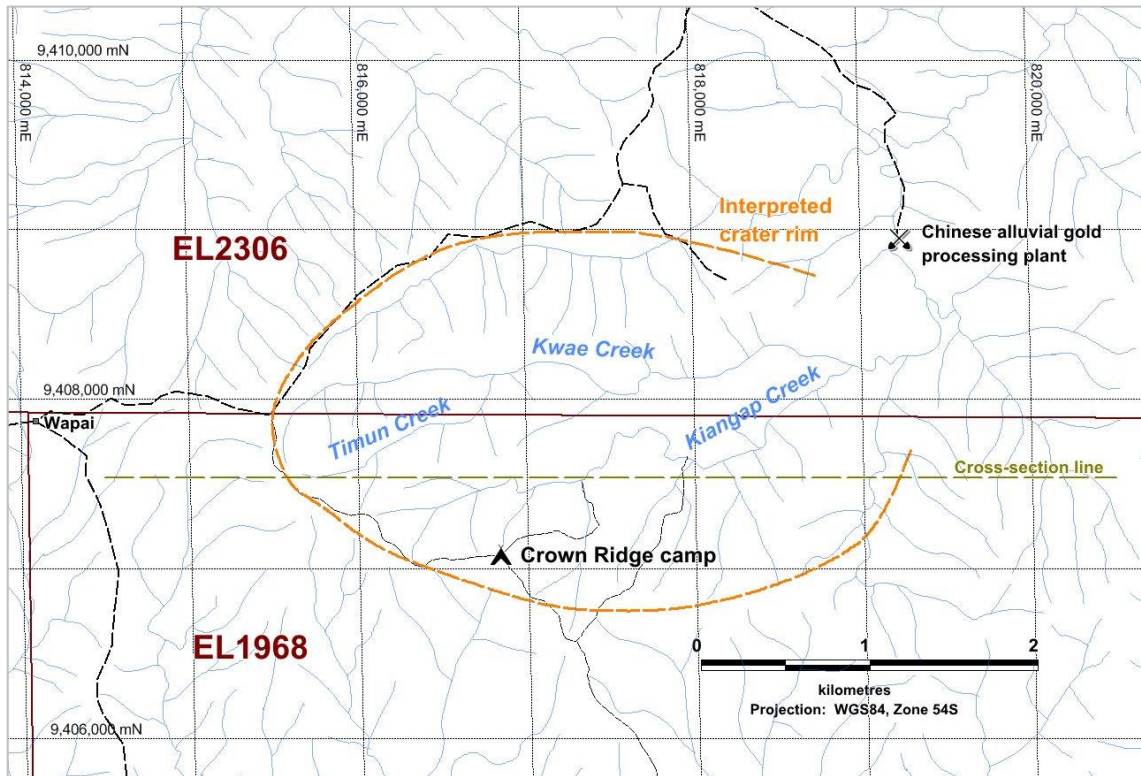 9,410,000 mN
814,000 mE
816,000 mE
818,000 mE
820,000 mE
Interpreted
crater rim
EL2306
Chinese alluvial gold
processing plant
Kwae Creek
9,408,000 mN
Wapai
Timun Creek
Kiangap Creek
Cross-section line
Crown Ridge camp
EL1968
0 1 2
kilometres
Projection: WGS84, Zone 54S
9,406,000 mN